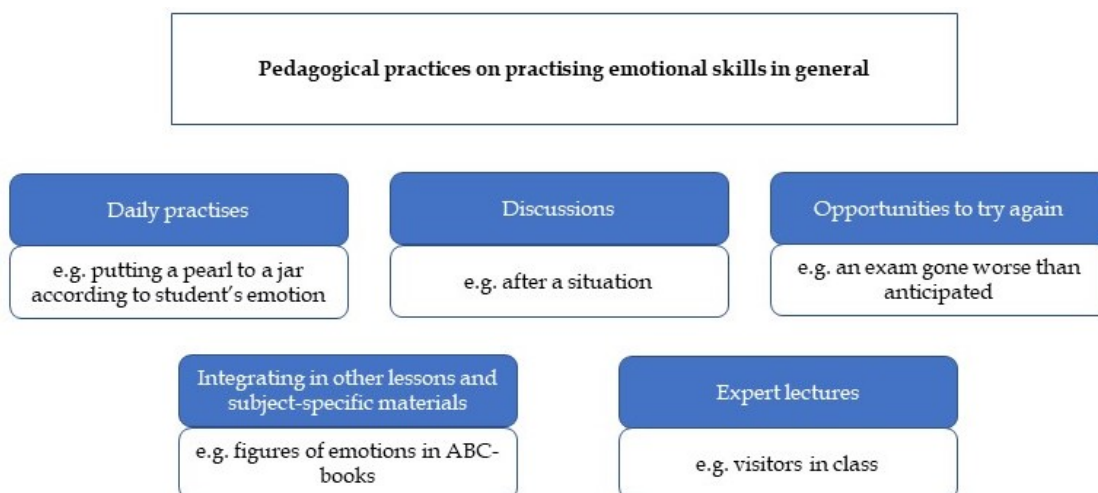 Pedagogical practices on practising emotional skills in general
Daily practises
e.g. putting a pearl to a jar
according to student's emotion
Discussions
e.g. after a situation
Opportunities to try again
e.g. an exam gone worse than
anticipated
Integrating in other lessons and
subject-specific materials
e.g. figures of emotions in ABC-
books
Expert lectures
e.g. visitors in class